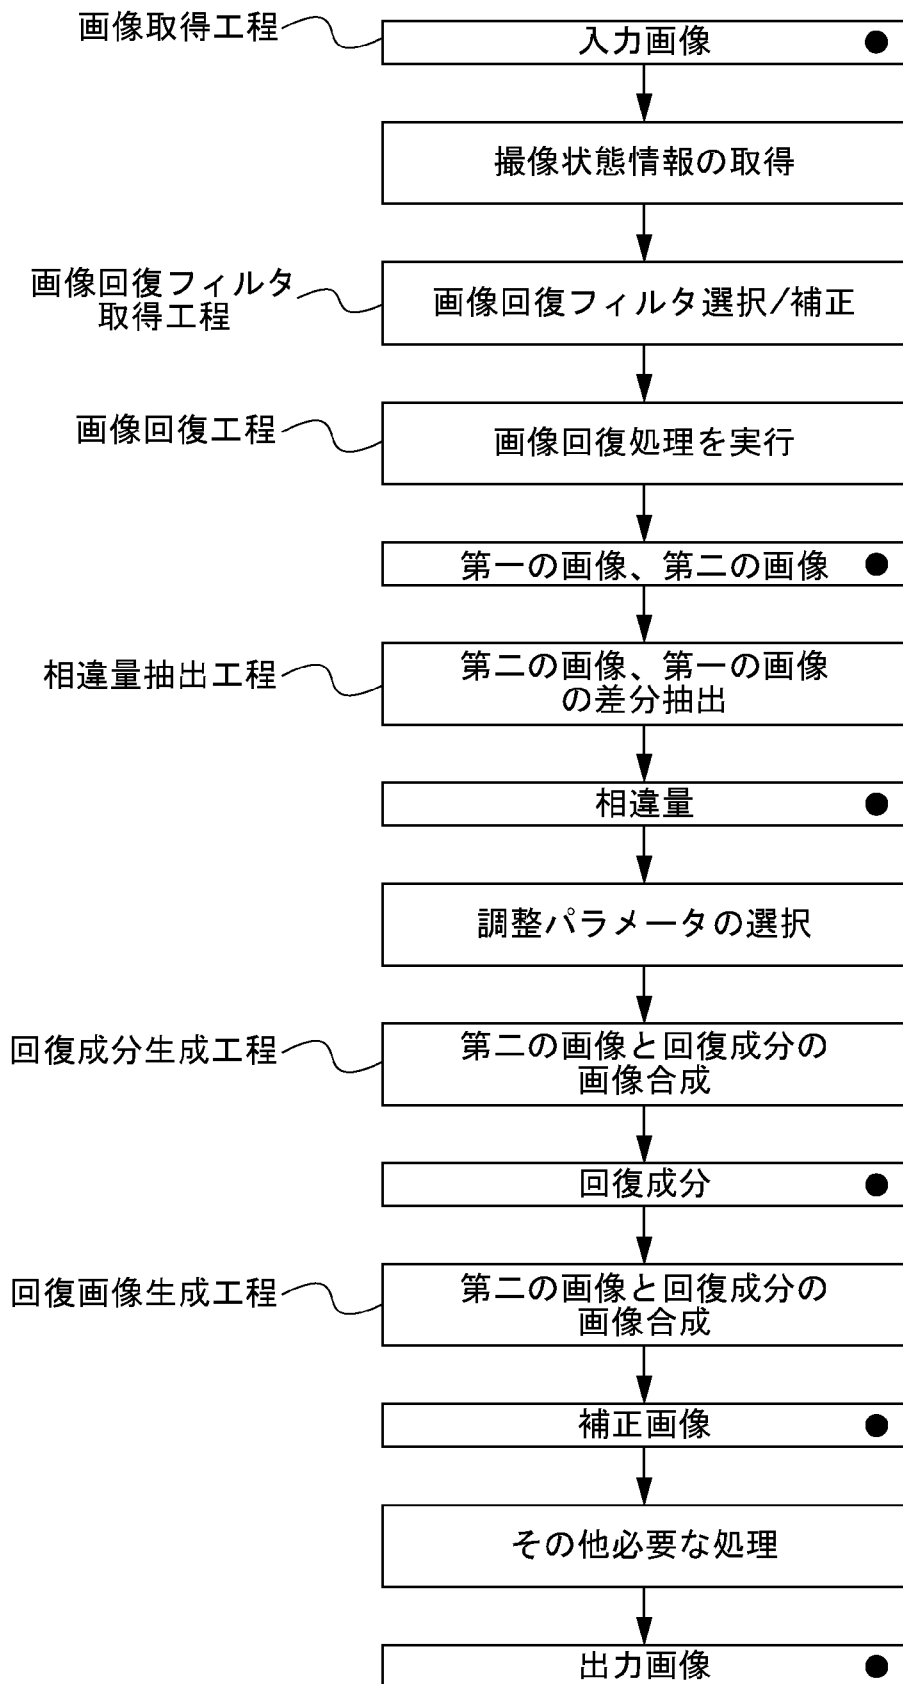 画像取得工程
入力画像
撮像状態情報の取得
画像回復フィルタ
取得工程
画像回復フィルタ選択/補正
画像回復工程
画像回復処理を実行
第一の画像、第二の画像
相違量抽出工程
第二の画像、第一の画像
の差分抽出
相違量
調整パラメータの選択
回復成分生成工程
第二の画像と回復成分の
画像合成
回復成分
回復画像生成工程
第二の画像と回復成分の
画像合成
補正画像
その他必要な処理
出力画像